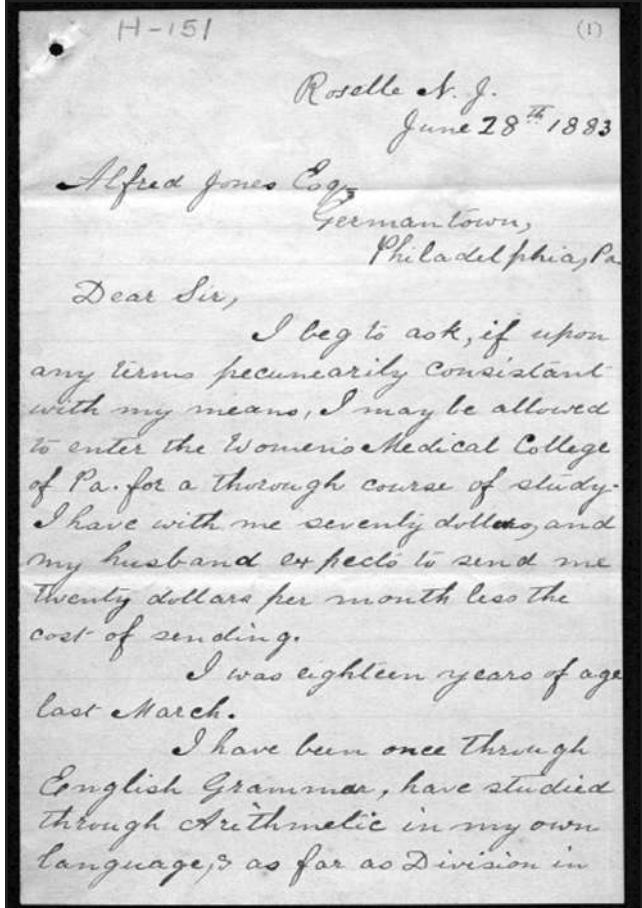 H-151
(1)
Roselle N. J.
June 28th 1883
Alfred Jones Esq,
Germantown,
Philadelphia, Pa
Dear Sir,
I beg to ask, if upon
any terms pecunearily consistant
with my means, I may be allowed
to enter the Women's Medical College
of Pa. for a thorough course of study.
I have with me seventy dollars, and
my husband expects to send me
twenty dollars per month less the
cost of sending.
I was eighteen years of age
last March.
I have been once through
English Grammar, have studied
through Arithmetic in my own
language, & as far as Division in